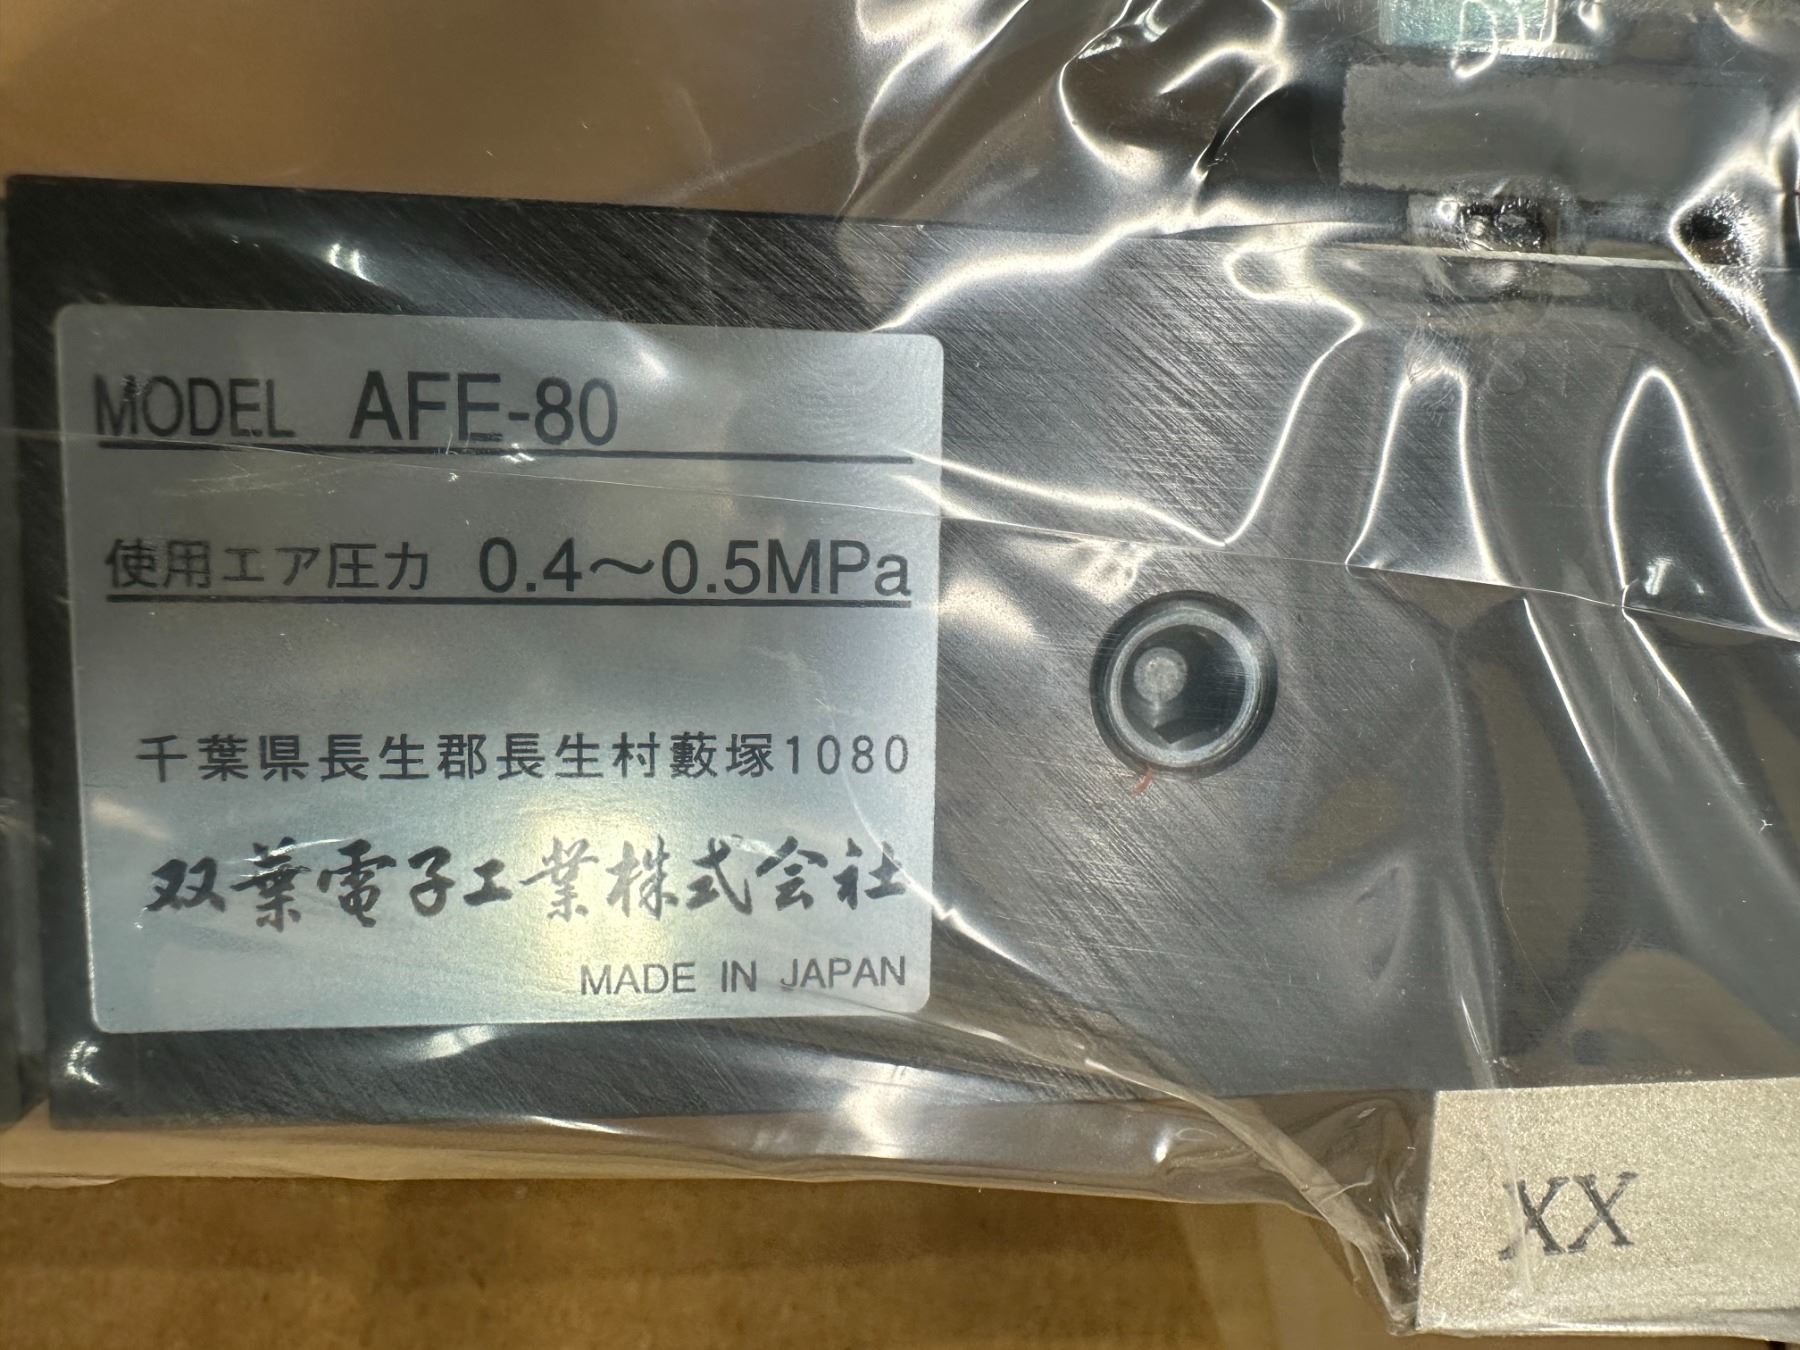 MODEL AFE-80
使用エア圧力 0.4～0.5MPa
千葉県長生郡長生村藪塚1080
双葉電子工業株式会社
MADE IN JAPAN
XX